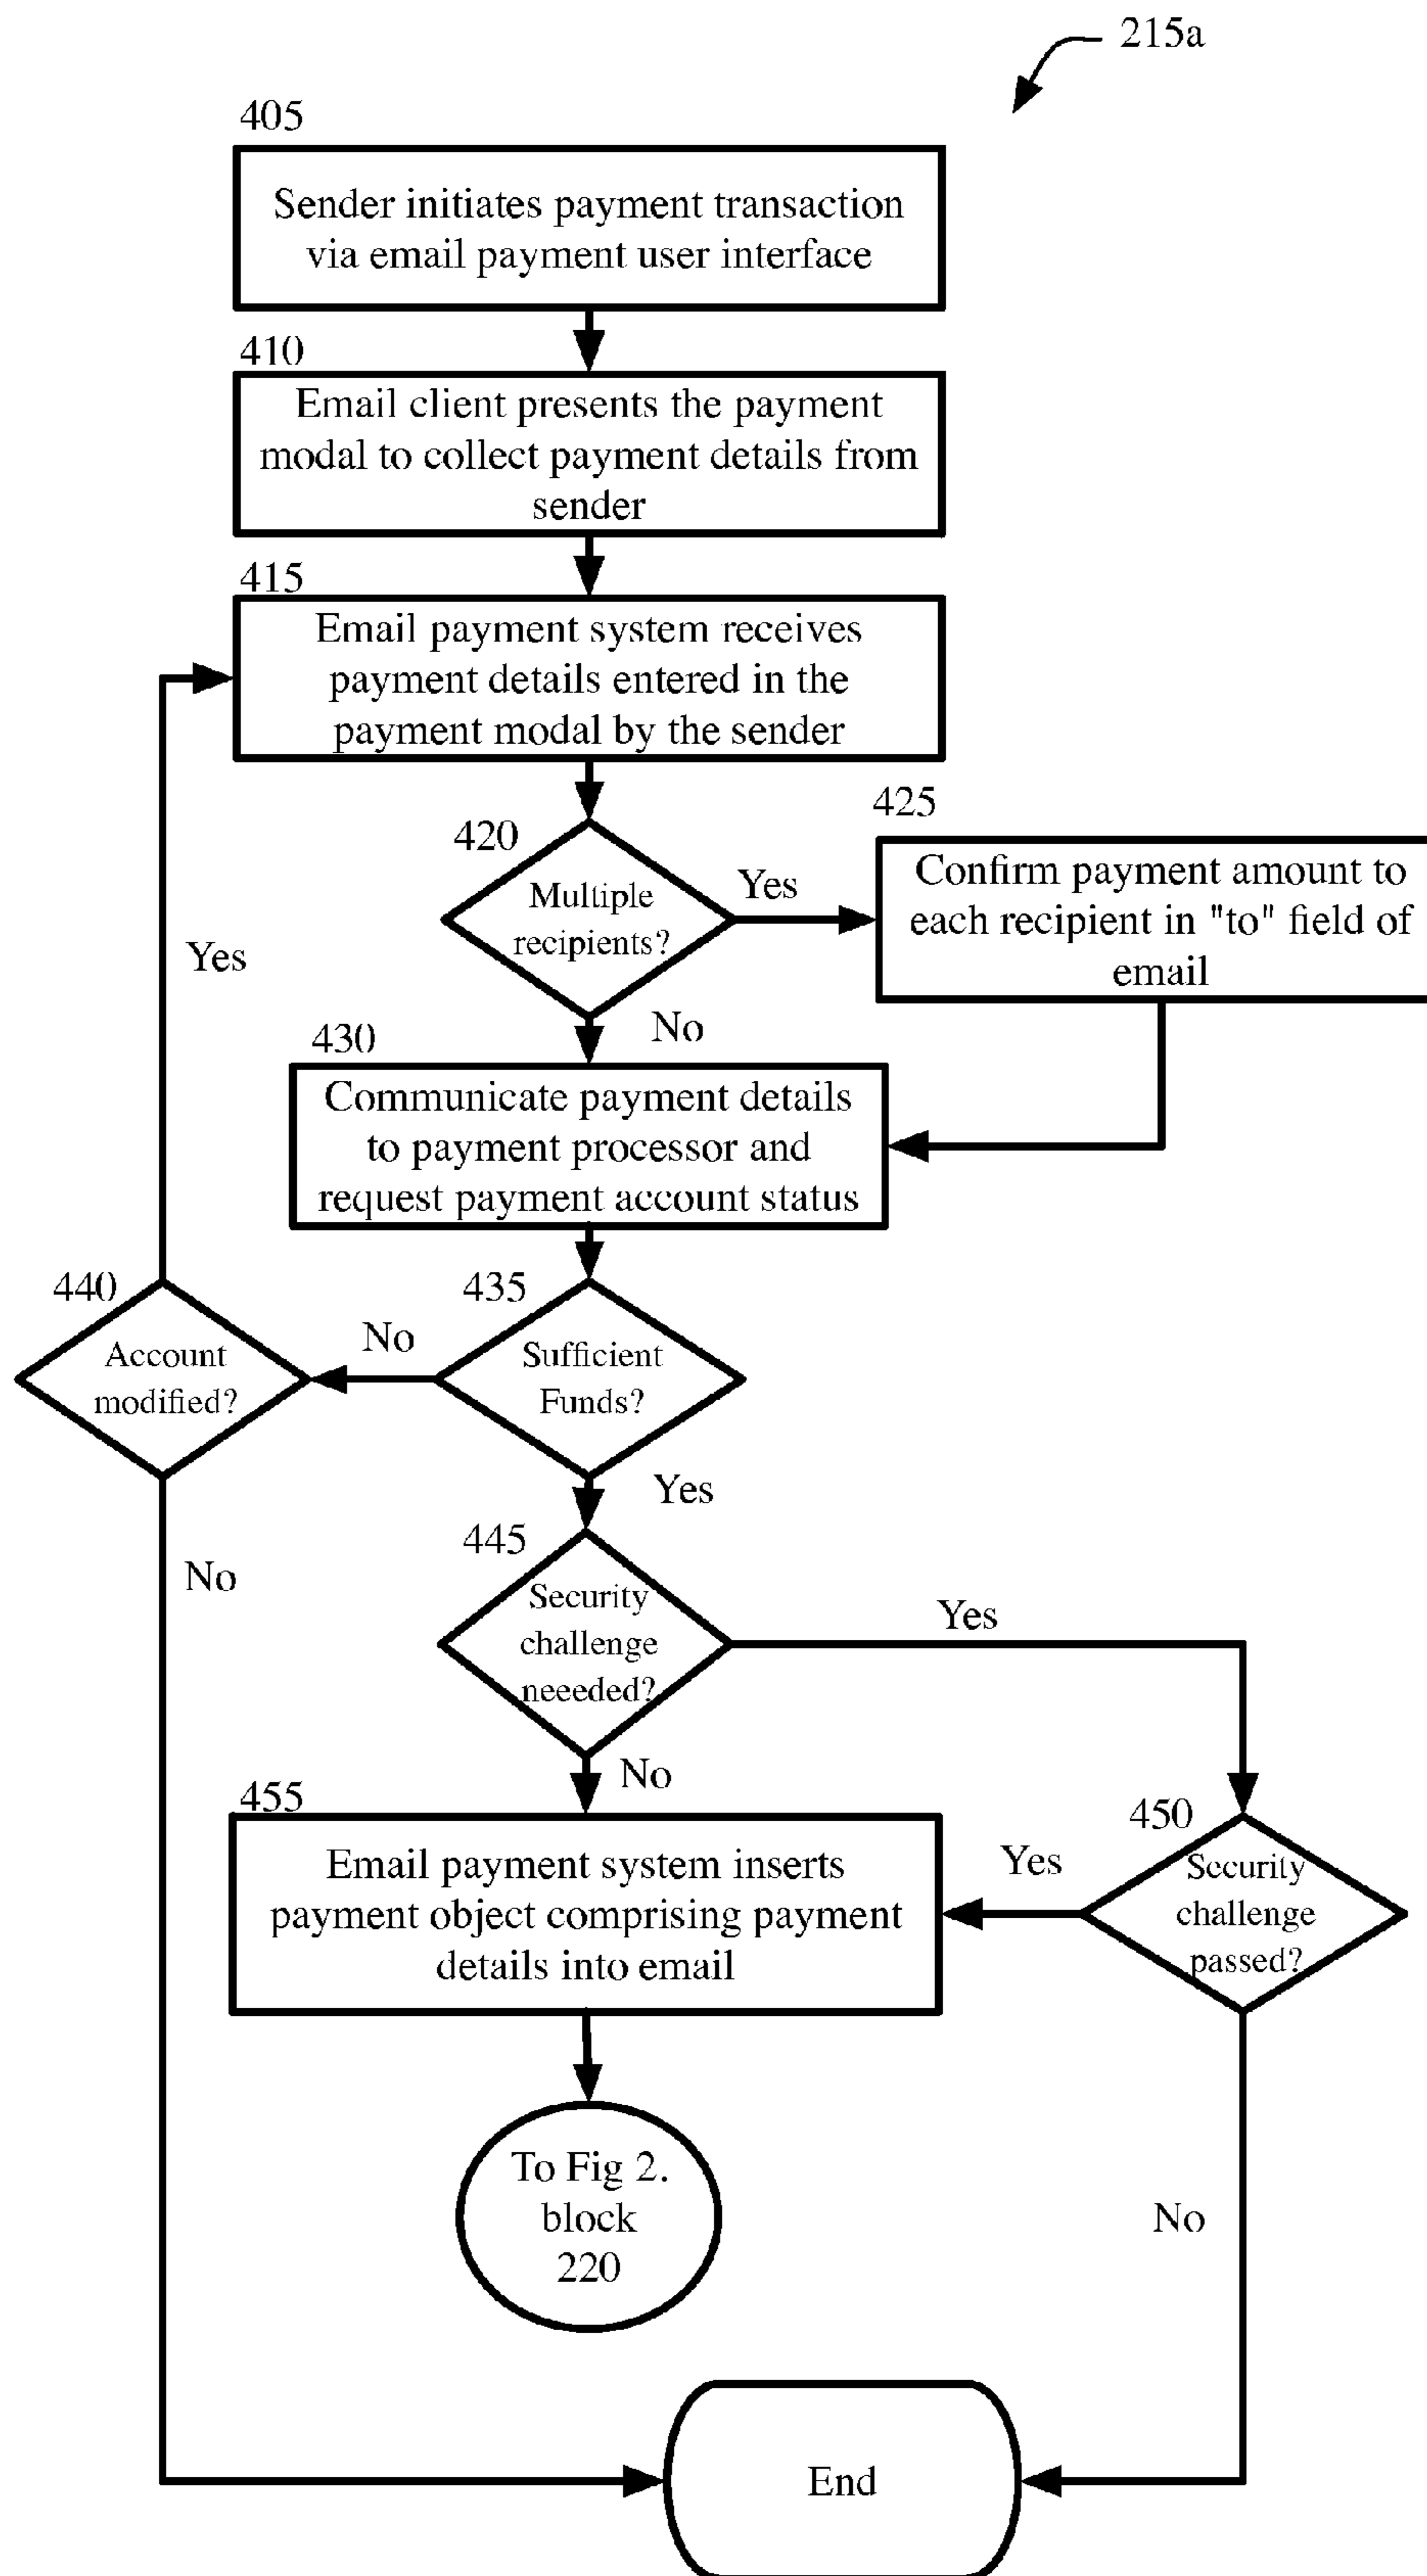 215a
405
Sender initiates payment transaction
via email payment user interface
410
Email client presents the payment
modal to collect payment details from
sender
415
Email payment system receives
payment details entered in the
payment modal by the sender
420
Multiple
recipients?
Yes
425
Confirm payment amount to
each recipient in "to" field of
email
Yes
No
430
Communicate payment details
to payment processor and
request payment account status
440
Account
modified?
No
435
Sufficient
Funds?
Yes
No
445
Security
challenge
neeeded?
Yes
No
455
Email payment system inserts
payment object comprising payment
details into email
Yes
450
Security
challenge
passed?
To Fig 2.
block
220
No
End